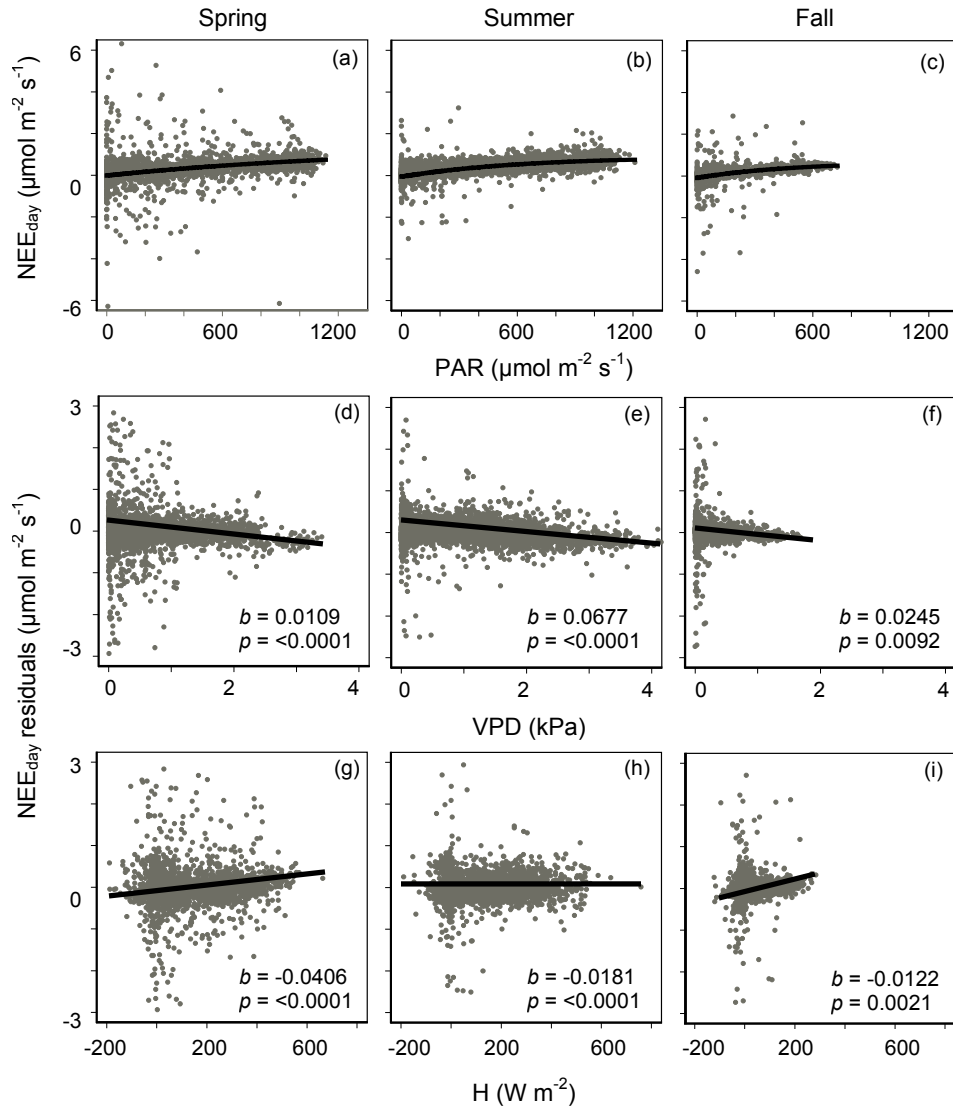 Spring Summer Fall
(a) (b) (c)
6
0
-6
NEEday (µmol m-2 s-1)
0 600 1200 0 600 1200 0 600 1200
PAR (µmol m-2 s-1)
(d) (e) (f)
3
0
-3
b = 0.0109 b = 0.0677 b = 0.0245
p = <0.0001 p = <0.0001 p = 0.0092
0 2 4 0 2 4 0 2 4
VPD (kPa)
NEEday residuals (µmol m-2 s-1)
(g) (h) (i)
3
0
-3
b = -0.0406 b = -0.0181 b = -0.0122
p = <0.0001 p = <0.0001 p = 0.0021
-200 200 600 -200 200 600 -200 200 600
H (W m-2)